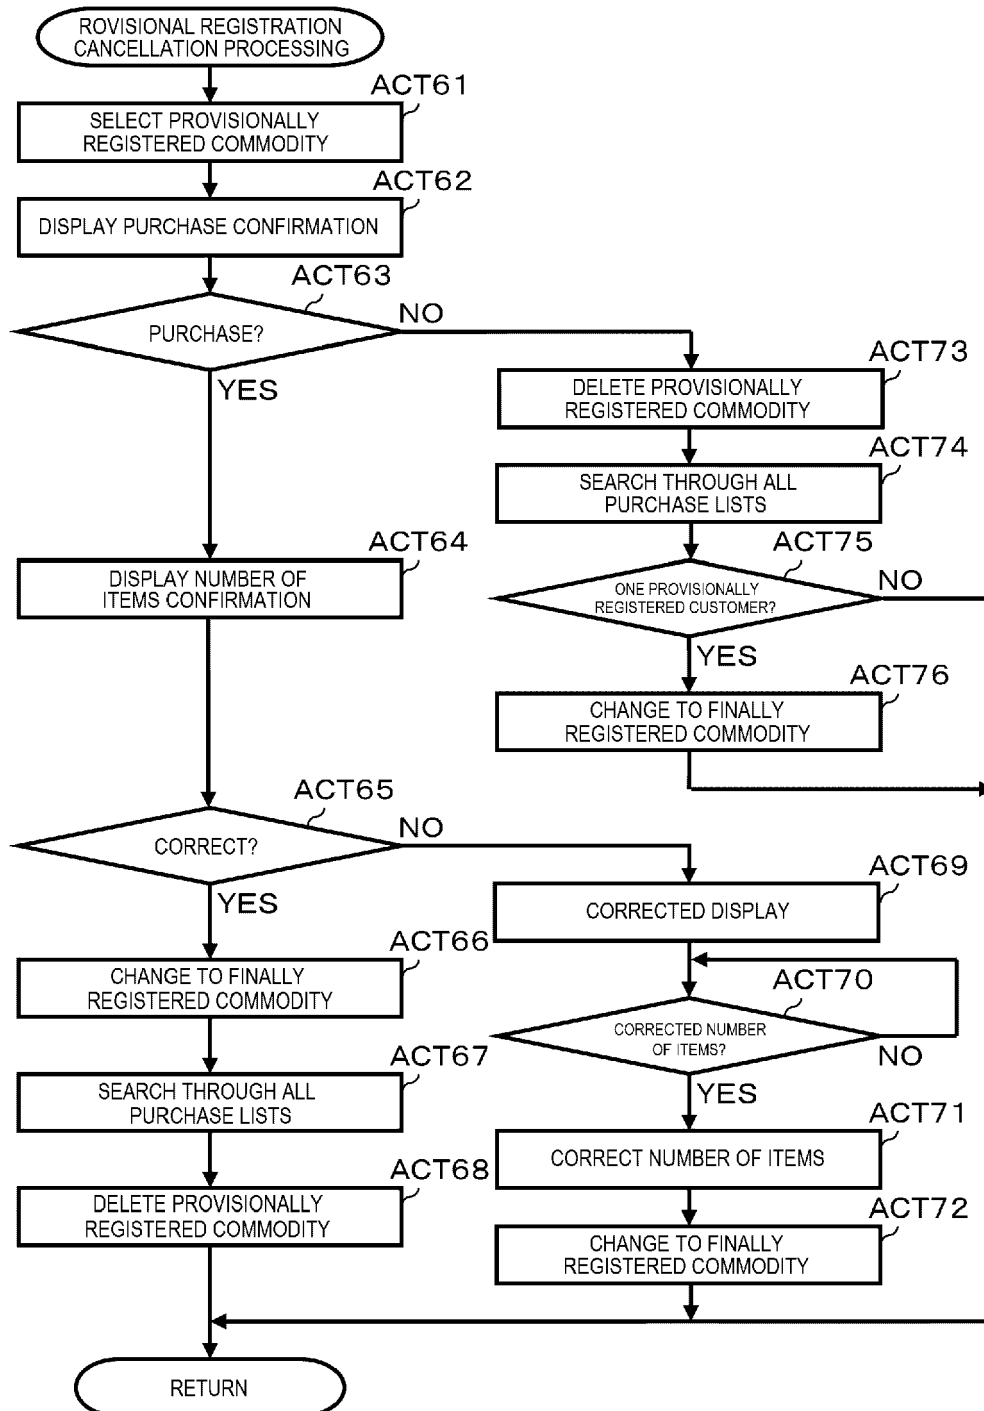 ROVISIONAL REGISTRATION
CANCELLATION PROCESSING
ACT61
SELECT PROVISIONALLY
REGISTERED COMMODITY
ACT62
DISPLAY PURCHASE CONFIRMATION
ACT63
PURCHASE?
NO
YES
ACT73
DELETE PROVISIONALLY
REGISTERED COMMODITY
ACT74
SEARCH THROUGH ALL
PURCHASE LISTS
ACT75
ONE PROVISIONALLY
REGISTERED CUSTOMER?
NO
YES
ACT76
CHANGE TO FINALLY
REGISTERED COMMODITY
ACT64
DISPLAY NUMBER OF
ITEMS CONFIRMATION
ACT65
CORRECT?
NO
YES
ACT69
CORRECTED DISPLAY
ACT70
CORRECTED NUMBER
OF ITEMS?
NO
YES
ACT71
CORRECT NUMBER OF ITEMS
ACT72
CHANGE TO FINALLY
REGISTERED COMMODITY
ACT66
CHANGE TO FINALLY
REGISTERED COMMODITY
ACT67
SEARCH THROUGH ALL
PURCHASE LISTS
ACT68
DELETE PROVISIONALLY
REGISTERED COMMODITY
RETURN